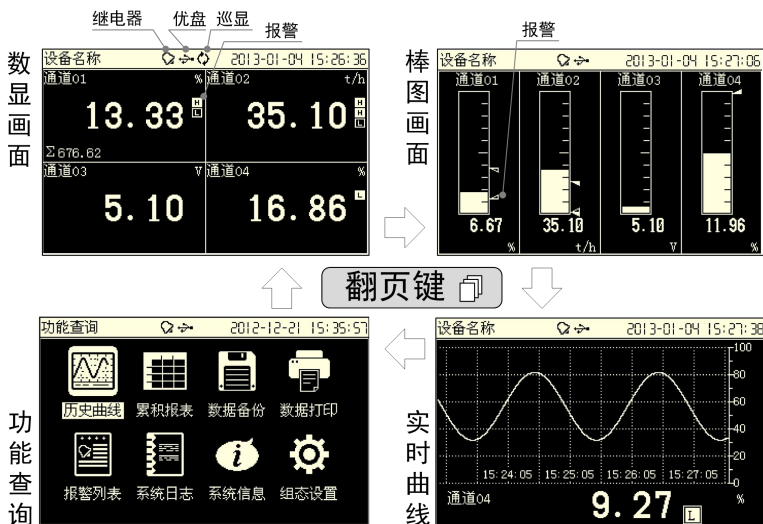 继电器 优盘 巡显 报警
数显画面
设备名称 2013-01-04 15:26:36
通道01 % 通道02 t/h
13.33 H L 35.10 H H L
Σ676.62
通道03 V 通道04 %
5.10 16.86 L
报警
棒图画面
设备名称 2013-01-04 15:27:06
通道01 通道02 通道03 通道04
6.67 35.10 5.10 11.96
% t/h V %
翻页键
功能查询
功能查询 2012-12-21 15:35:57
历史曲线 累积报表 数据备份 数据打印
报警列表 系统日志 系统信息 组态设置
实时曲线
设备名称 2013-01-04 15:27:38
100
80
60
40
20
0
15:24:05 15:25:05 15:26:05 15:27:05
通道04 9.27 L %